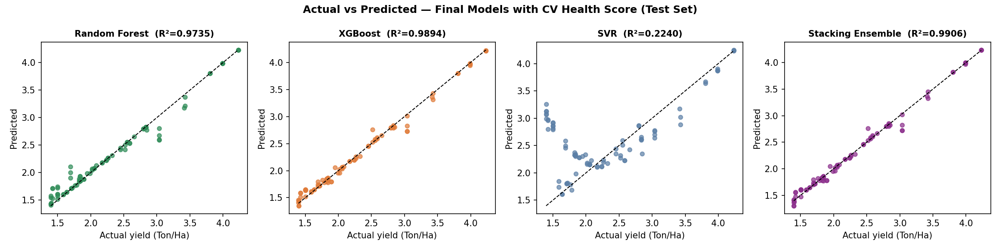 Actual vs Predicted — Final Models with CV Health Score (Test Set)
Random Forest  (R²=0.9735)
Predicted
4.0
3.5
3.0
2.5
2.0
1.5
1.5 2.0 2.5 3.0 3.5 4.0
Actual yield (Ton/Ha)
XGBoost  (R²=0.9894)
Predicted
4.0
3.5
3.0
2.5
2.0
1.5
1.5 2.0 2.5 3.0 3.5 4.0
Actual yield (Ton/Ha)
SVR  (R²=0.2240)
Predicted
4.0
3.5
3.0
2.5
2.0
1.5
1.5 2.0 2.5 3.0 3.5 4.0
Actual yield (Ton/Ha)
Stacking Ensemble  (R²=0.9906)
Predicted
4.0
3.5
3.0
2.5
2.0
1.5
1.5 2.0 2.5 3.0 3.5 4.0
Actual yield (Ton/Ha)